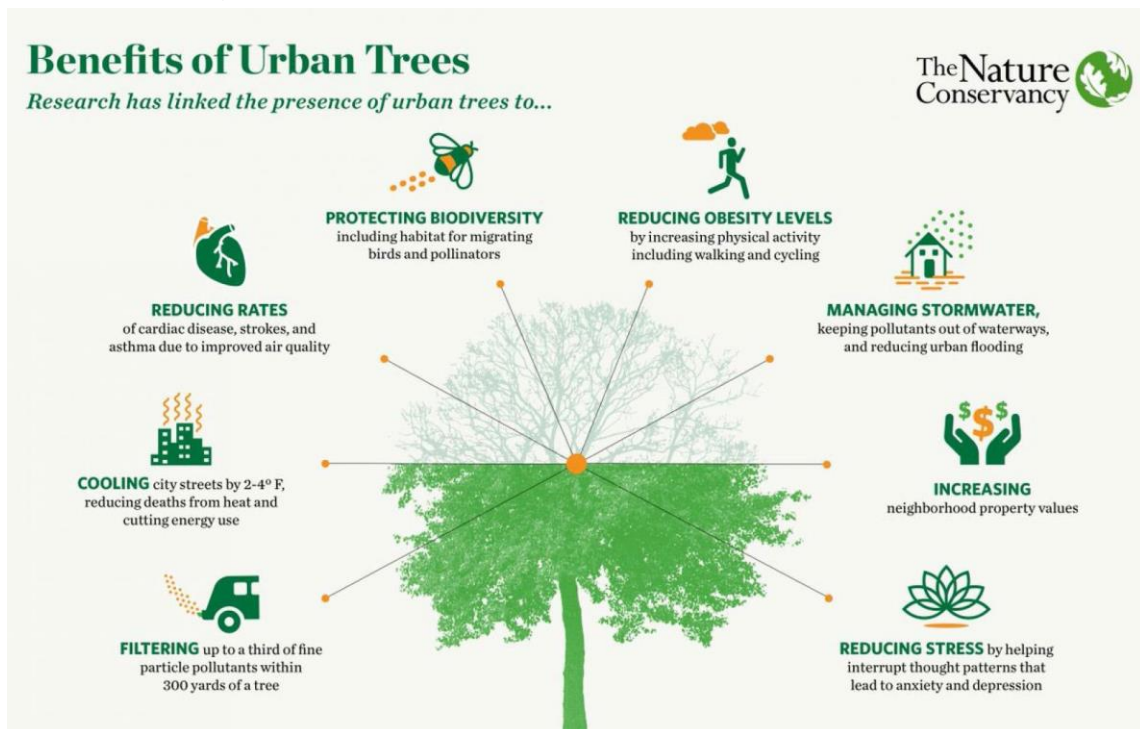 Benefits of Urban Trees
Research has linked the presence of urban trees to...
The Nature
Conservancy
PROTECTING BIODIVERSITY
including habitat for migrating
birds and pollinators
REDUCING OBESITY LEVELS
by increasing physical activity
including walking and cycling
REDUCING RATES
of cardiac disease, strokes, and
asthma due to improved air quality
MANAGING STORMWATER,
keeping pollutants out of waterways,
and reducing urban flooding
COOLING city streets by 2-4° F,
reducing deaths from heat and
cutting energy use
$ $ $
INCREASING
neighborhood property values
FILTERING up to a third of fine
particle pollutants within
300 yards of a tree
REDUCING STRESS by helping
interrupt thought patterns that
lead to anxiety and depression